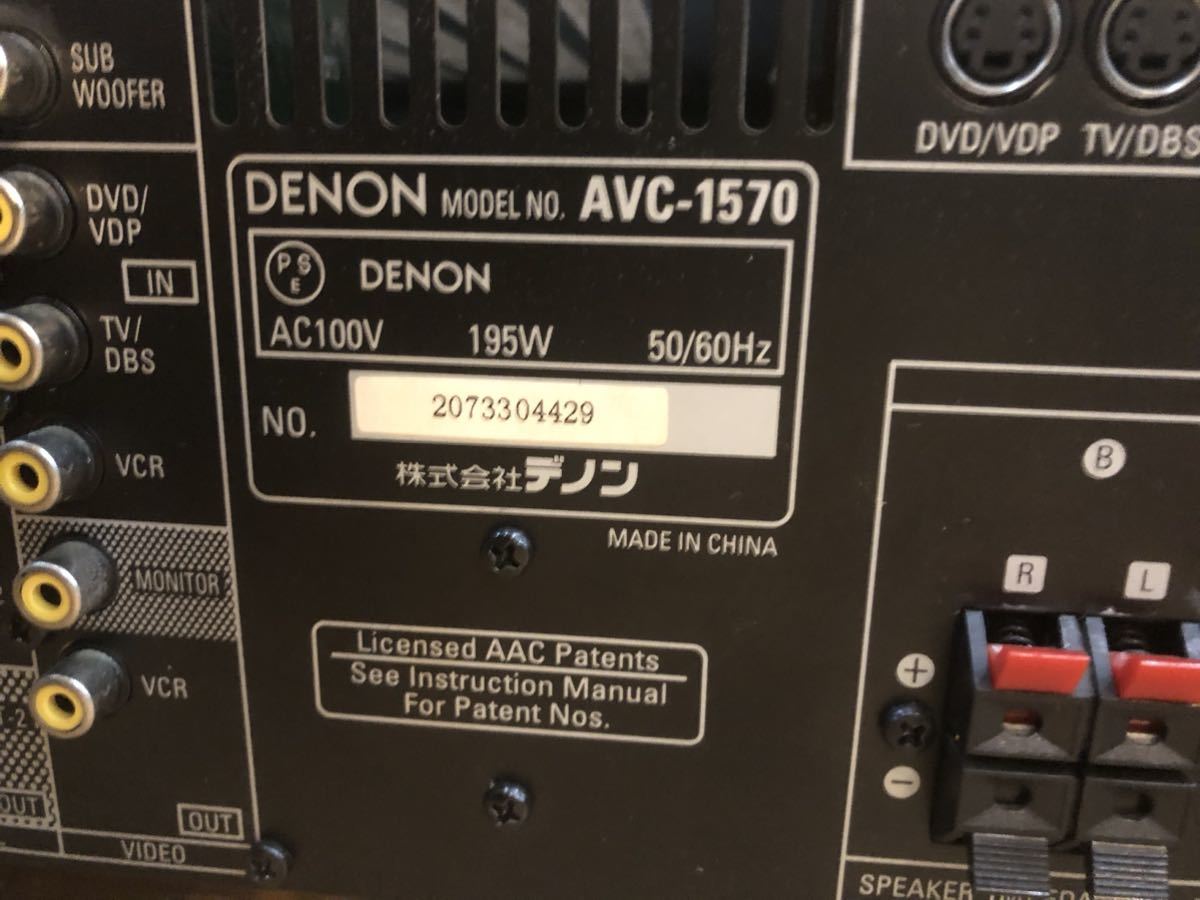 SUB
WOOFER
DVD/
VDP
IN
TV/
DBS
VCR
MONITOR
VCR
OUT
OUT
VIDEO
DENON MODEL NO. AVC-1570
PSE DENON
AC100V 195W 50/60Hz
NO. 2073304429
株式会社デノン
MADE IN CHINA
Licensed AAC Patents
See Instruction Manual
For Patent Nos.
DVD/VDP TV/DBS
B
R L
+
−
SPEAKER